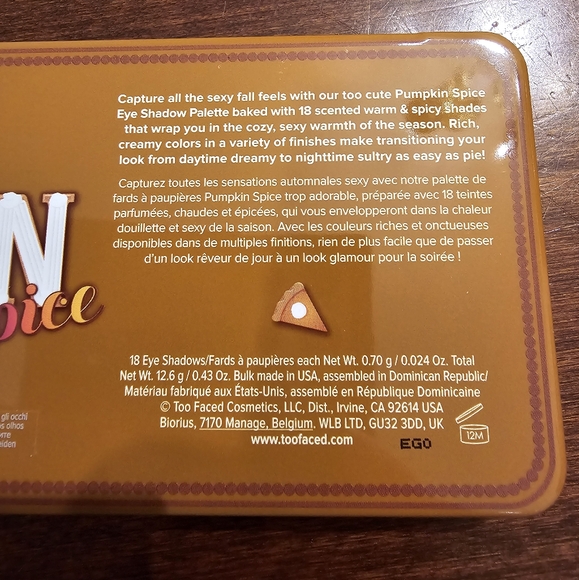 Capture all the sexy fall feels with our too cute Pumpkin Spice
Eye Shadow Palette baked with 18 scented warm & spicy shades
that wrap you in the cozy, sexy warmth of the season. Rich,
creamy colors in a variety of finishes make transitioning your
look from daytime dreamy to nighttime sultry as easy as pie!
Capturez toutes les sensations automnales sexy avec notre palette de
fards à paupières Pumpkin Spice trop adorable, préparée avec 18 teintes
parfumées, chaudes et épicées, qui vous envelopperont dans la chaleur
douillette et sexy de la saison. Avec les couleurs riches et onctueuses
disponibles dans de multiples finitions, rien de plus facile que de passer
d'un look rêveur de jour à un look glamour pour la soirée !
N
pice
18 Eye Shadows/Fards à paupières each Net Wt. 0.70 g / 0.024 Oz. Total
Net Wt. 12.6 g / 0.43 Oz. Bulk made in USA, assembled in Dominican Republic/
Matériau fabriqué aux États-Unis, assemblé en République Dominicaine
© Too Faced Cosmetics, LLC, Dist., Irvine, CA 92614 USA
Biorius, 7170 Manage, Belgium. WLB LTD, GU32 3DD, UK
www.toofaced.com
EG0
12M
gli occhi
os olhos
orre
eiden